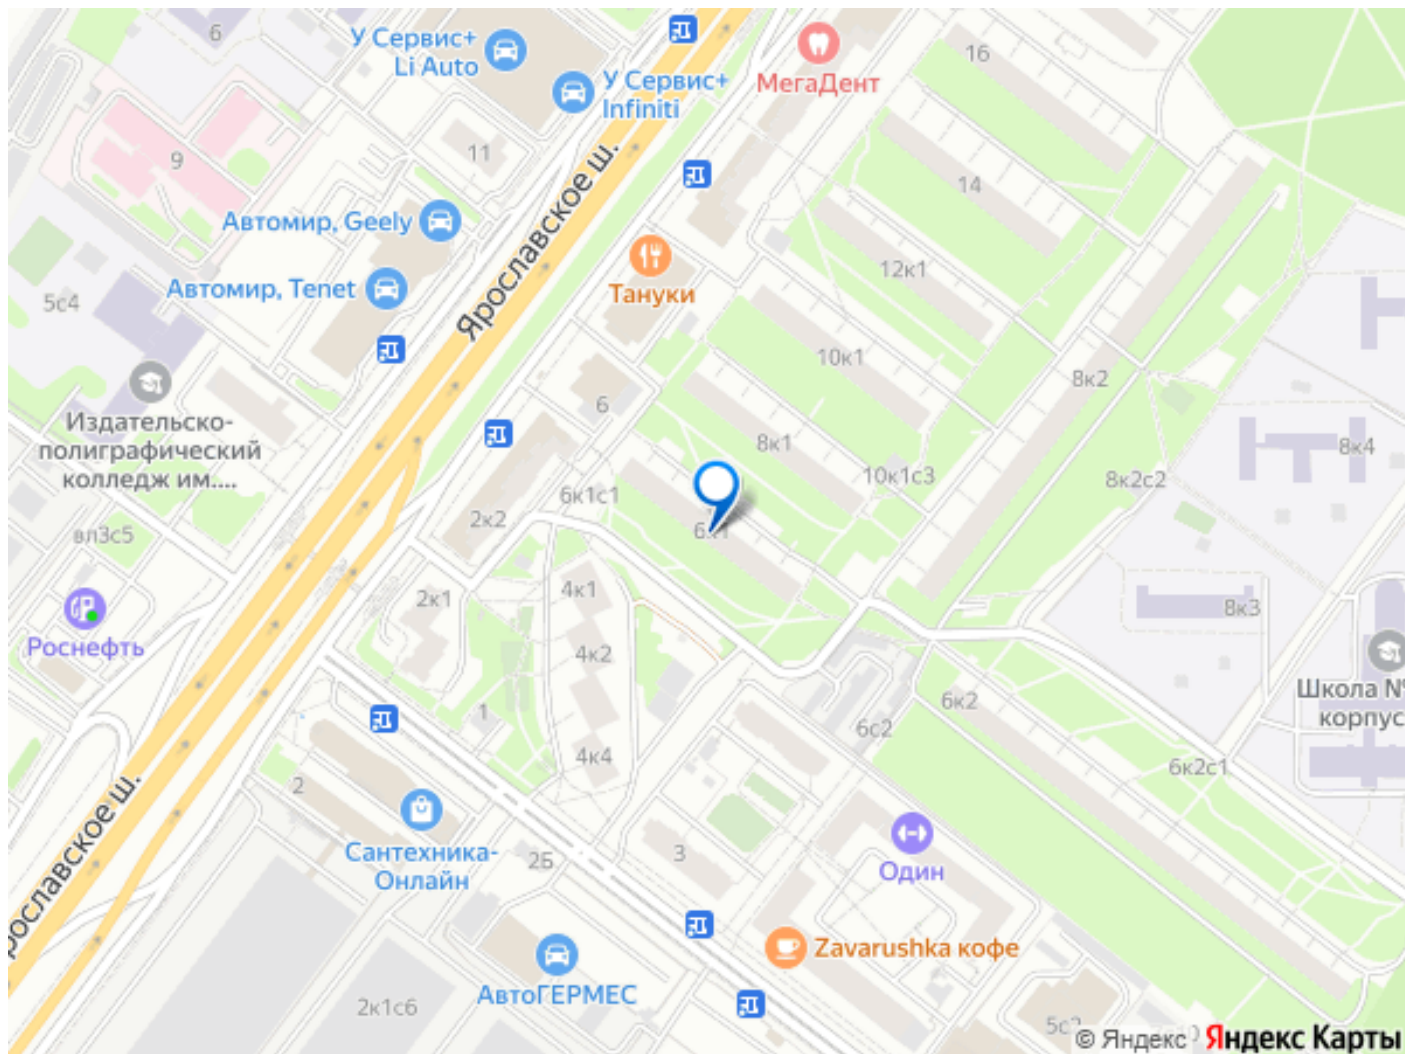 6
У Сервис+
Li Auto
У Сервис+
Infiniti
МегаДент
16
11
9
Ярославское ш.
14
Автомир, Geely
Автомир, Tenet
5с4
Тануки
12к1
10к1
8к2
Издательско-
полиграфический
колледж им....
6
8к1
8к4
10к1с3
8к2с2
6к1с1
2к2
вл3с5
4к1
2к1
8к3
Роснефть
4к2
Школа №
корпус
6к2
1
6с2
4к4
6к2с1
2
Ярославское ш.
Сантехника-
Онлайн
2Б
3
Один
Zavarushka кофе
АвтоГЕРМЕС
2к1с6
© Яндекс Яндекс Карты